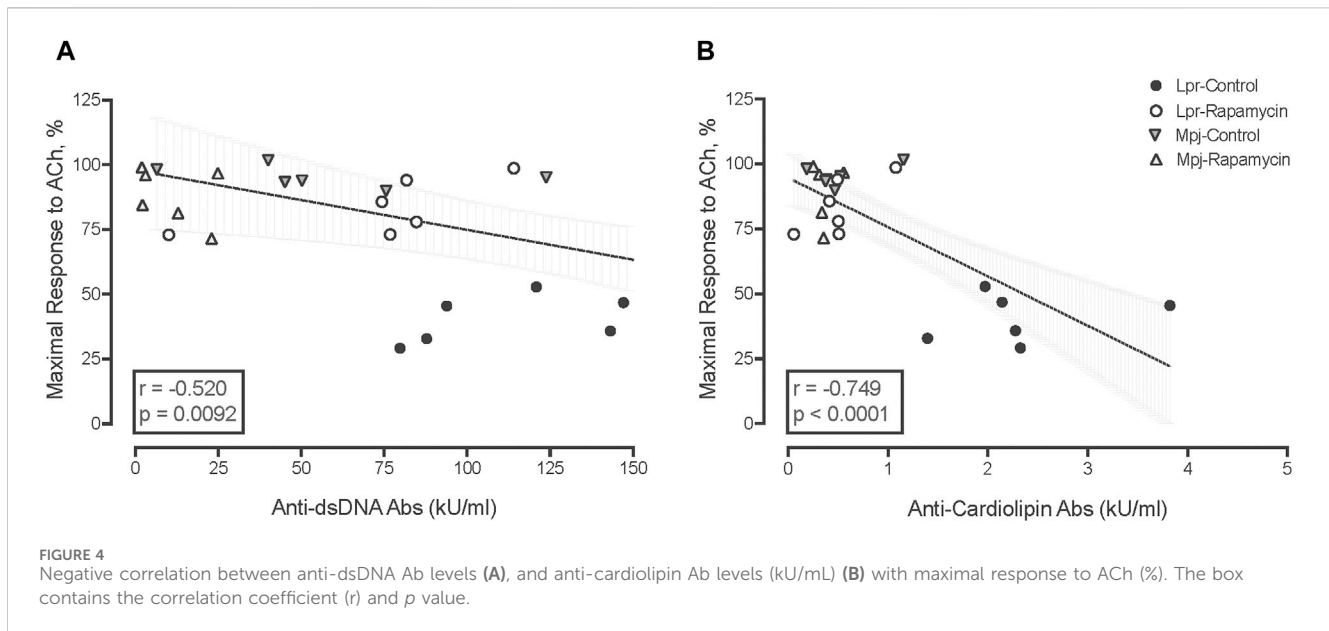 A
Maximal Response to ACh, %
125
100
75
50
25
0
r = -0.520
p = 0.0092
0
25
50
75
100
125
150
Anti-dsDNA Abs (kU/ml)
B
Maximal Response to ACh, %
125
100
75
50
25
0
r = -0.749
p < 0.0001
0
1
2
3
4
5
Anti-Cardiolipin Abs (kU/ml)
Lpr-Control
Lpr-Rapamycin
Mpj-Control
Mpj-Rapamycin
FIGURE 4
Negative correlation between anti-dsDNA Ab levels (A), and anti-cardiolipin Ab levels (kU/mL) (B) with maximal response to ACh (%). The box
contains the correlation coefficient (r) and p value.